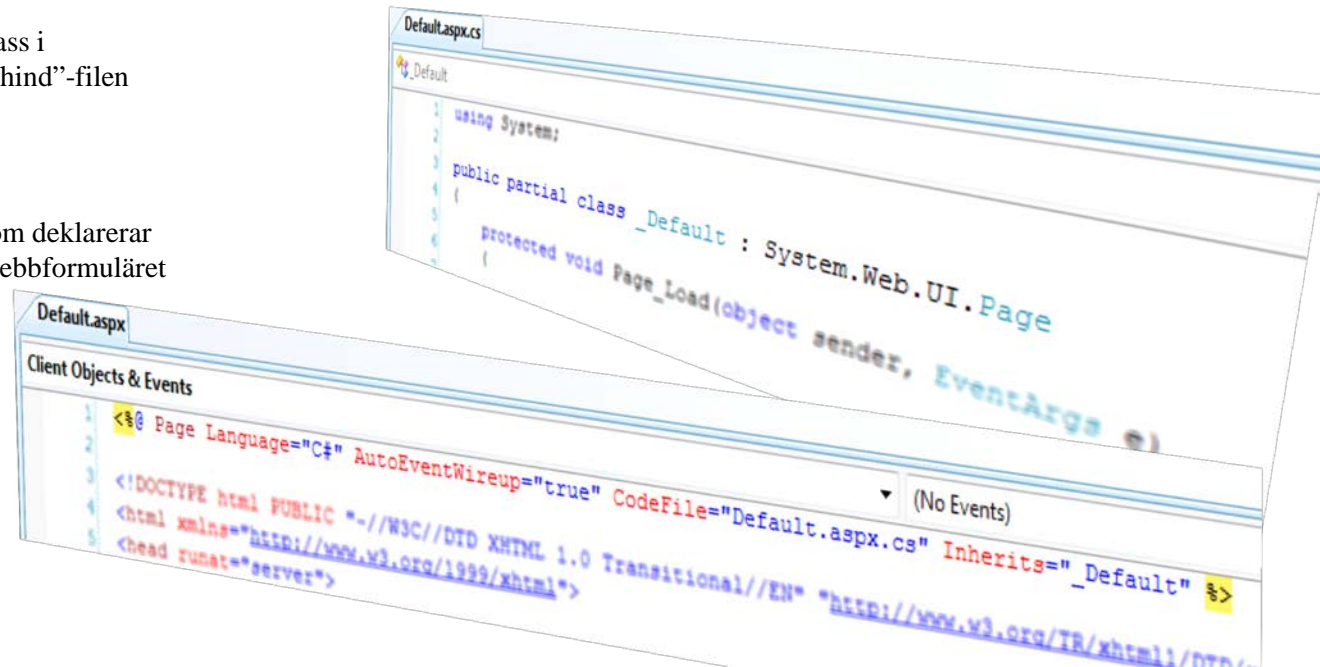 ass i
hind”-filen
om deklarerar
ebbformuläret
Default.aspx.cs
_Default
1 using System;
2
3 public partial class _Default : System.Web.UI.Page
4 {
5 protected void Page_Load(object sender, EventArgs e)
6 {
7
Default.aspx
Client Objects & Events
(No Events)
1 <%@ Page Language="C#" AutoEventWireup="true" CodeFile="Default.aspx.cs" Inherits="_Default" %>
2
3 <!DOCTYPE html PUBLIC "-//W3C//DTD XHTML 1.0 Transitional//EN" "http://www.w3.org/TR/xhtml1/DTD/
4 <html xmlns="http://www.w3.org/1999/xhtml">
5 <head runat="server">